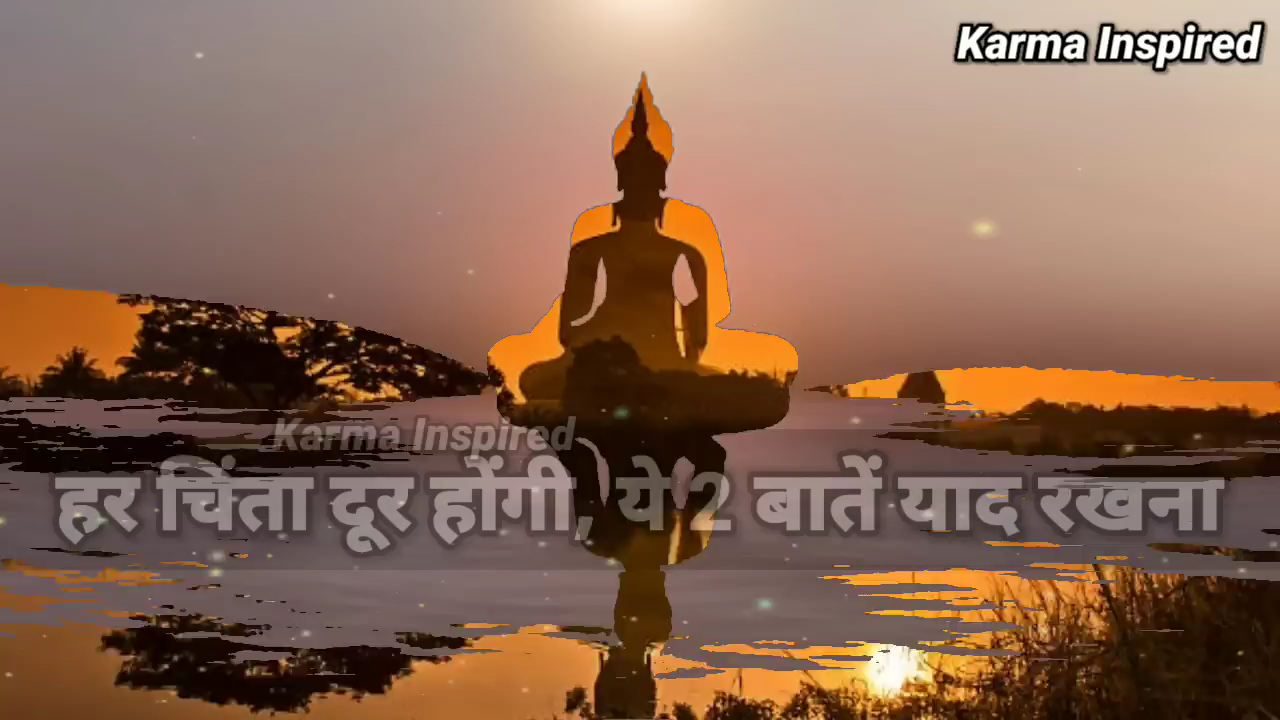 Karma Inspired
Karma Inspired
हर चिंता दूर होंगी, ये 2 बातें याद रखना